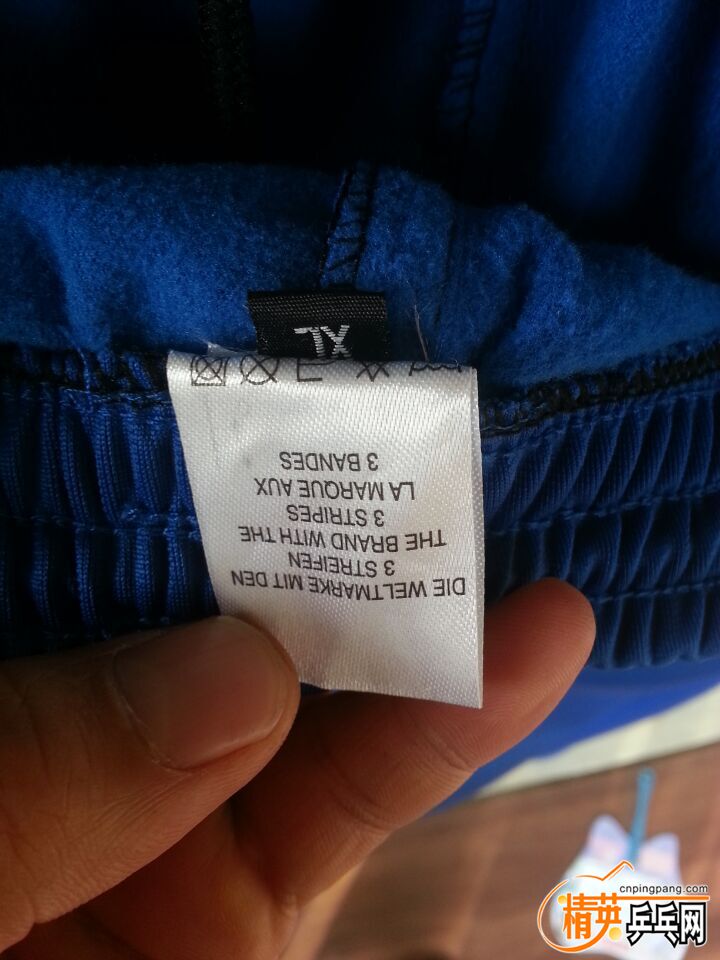 XL
DIE WELTMARKE MIT DEN
3 STREIFEN
THE BRAND WITH THE
3 STRIPES
LA MARQUE AUX
3 BANDES
cnpingpang.com
精英乒乓网